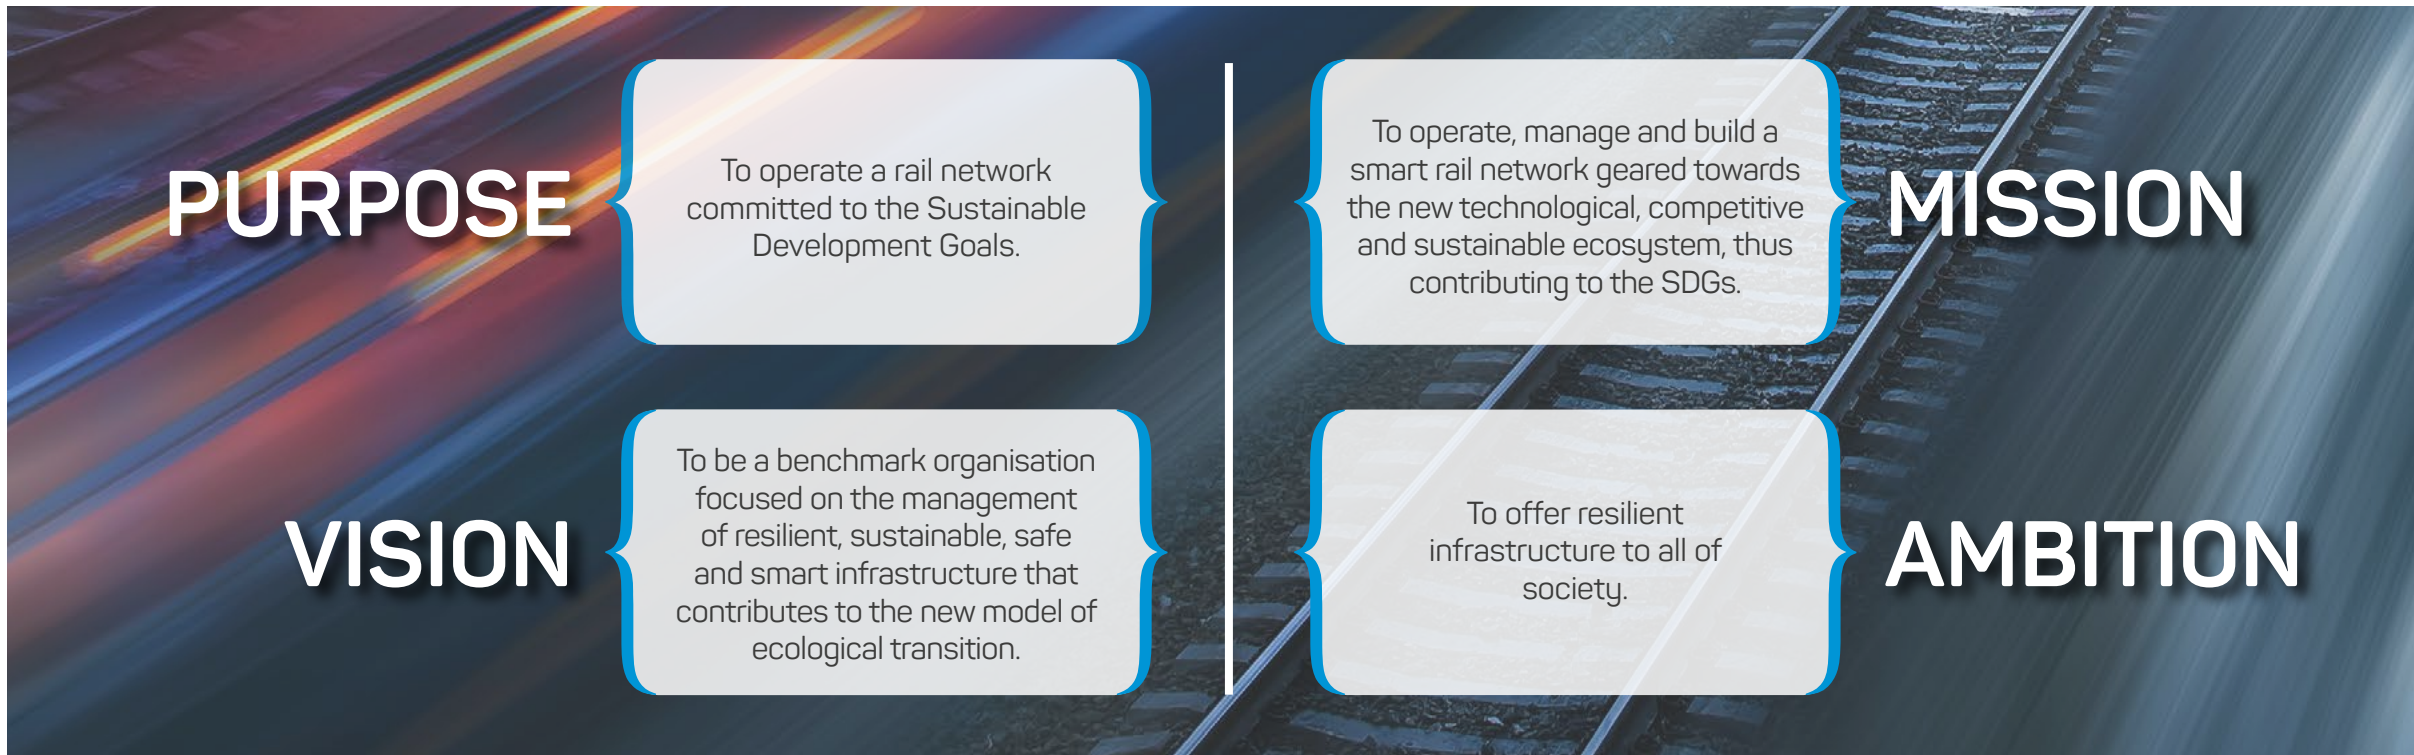 PURPOSE
To operate a rail network
committed to the Sustainable
Development Goals.
To operate, manage and build a
smart rail network geared towards
the new technological, competitive
and sustainable ecosystem, thus
contributing to the SDGs.
MISSION
VISION
To be a benchmark organisation
focused on the management
of resilient, sustainable, safe
and smart infrastructure that
contributes to the new model of
ecological transition.
To offer resilient
infrastructure to all of
society.
AMBITION